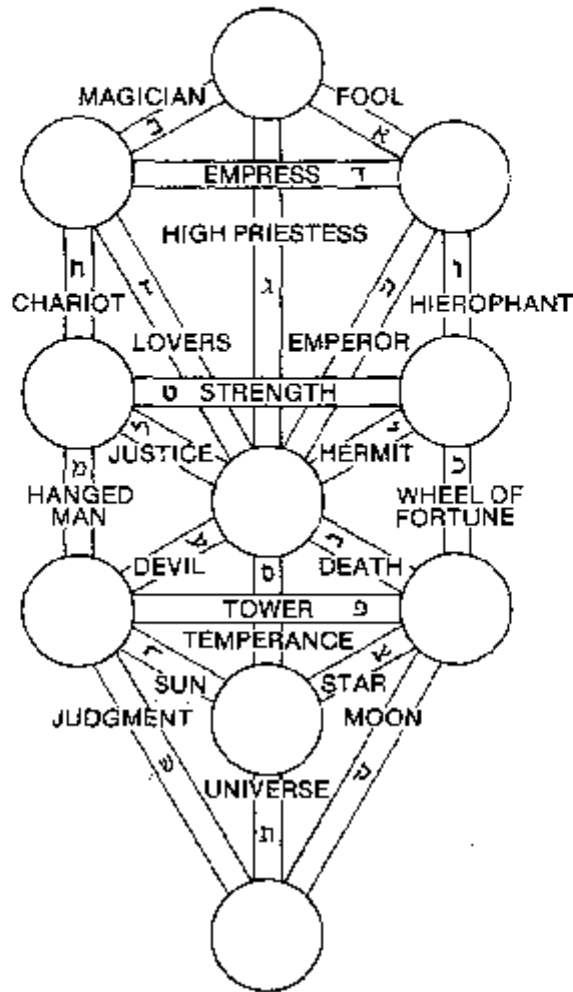 MAGICIAN
FOOL
ב
א
EMPRESS ד
HIGH PRIESTESS
ח
ז
ג
ה
ו
CHARIOT
HIEROPHANT
LOVERS
EMPEROR
ט STRENGTH
ל
י
JUSTICE
HERMIT
מ
כ
HANGED
MAN
WHEEL OF
FORTUNE
ע
נ
DEVIL
ס
DEATH
TOWER פ
TEMPERANCE
ר
SUN
STAR
JUDGMENT
MOON
ש
ק
UNIVERSE
ת